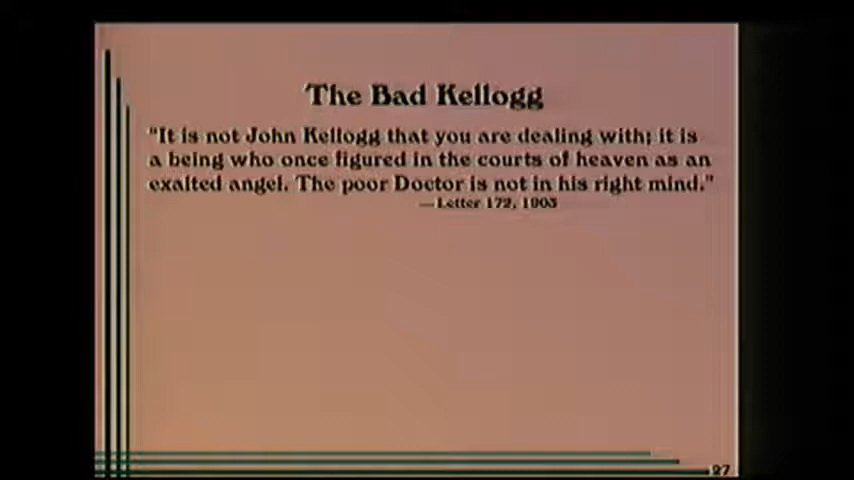 The Bad Kellogg
"It is not John Kellogg that you are dealing with; it is
a being who once figured in the courts of heaven as an
exalted angel. The poor Doctor is not in his right mind."
—Letter 172, 1903
27